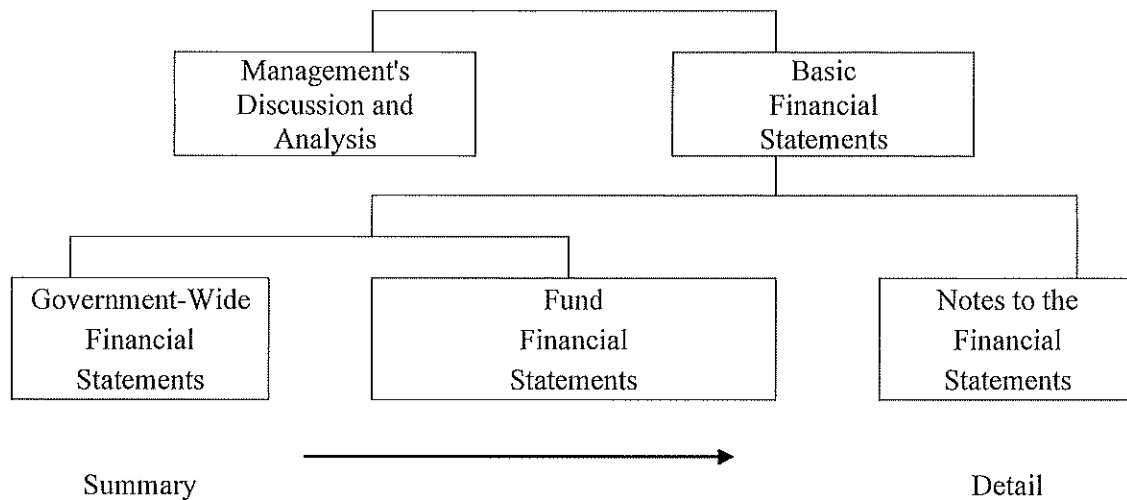 Management's
Discussion and
Analysis
Basic
Financial
Statements
Government-Wide
Financial
Statements
Fund
Financial
Statements
Notes to the
Financial
Statements
Summary
Detail